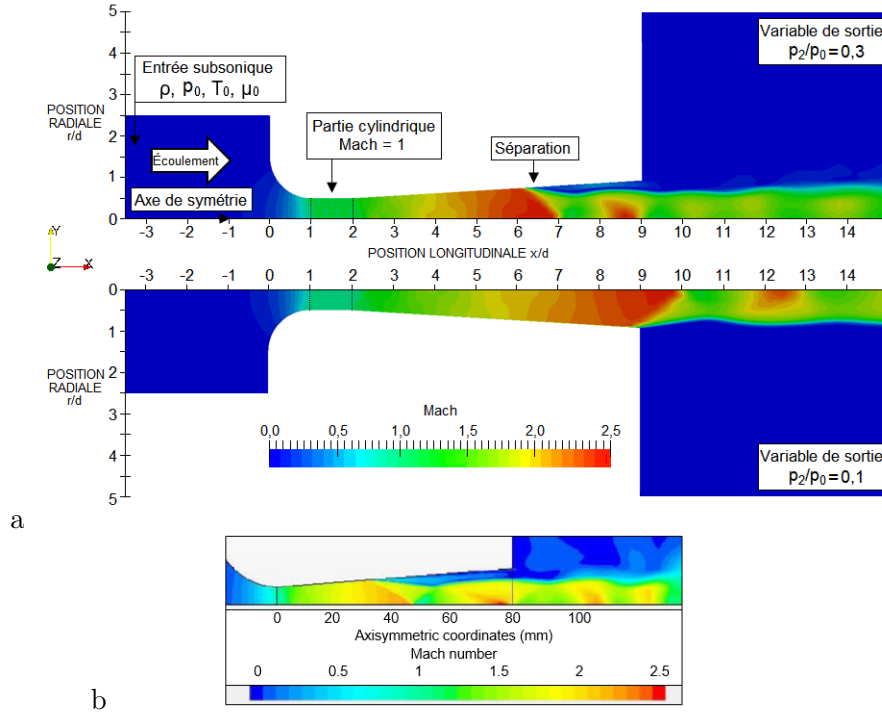 5
4
3
2
1
0
POSITION
RADIALE
r/d
Entrée subsonique
ρ, p₀, T₀, μ₀
Écoulement
Axe de symétrie
Partie cylindrique
Mach = 1
Séparation
Variable de sortie
p₂/p₀=0,3
-3 -2 -1 0 1 2 3 4 5 6 7 8 9 10 11 12 13 14
Y
Z X
POSITION LONGITUDINALE x/d
-3 -2 -1 0 1 2 3 4 5 6 7 8 9 10 11 12 13 14
0
1
2
3
4
5
POSITION
RADIALE
r/d
Mach
0,0 0,5 1,0 1,5 2,0 2,5
Variable de sortie
p₂/p₀=0,1
a
0 20 40 60 80 100
Axisymmetric coordinates (mm)
Mach number
0 0.5 1 1.5 2 2.5
b